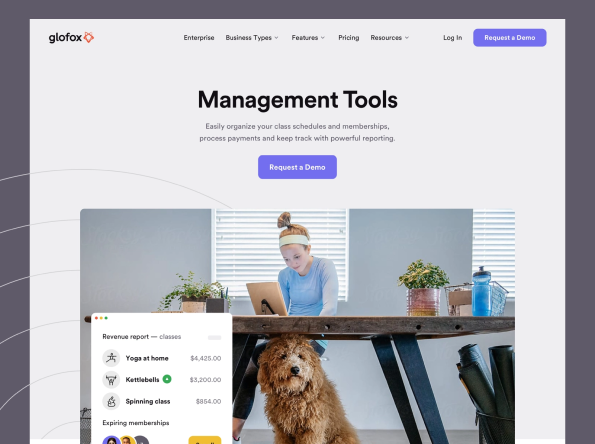 glofox
Enterprise Business Types Features Pricing Resources Log In Request a Demo
Management Tools
Easily organize your class schedules and memberships,
process payments and keep track with powerful reporting.
Request a Demo
Revenue report — classes
Yoga at home $4,425.00
Kettlebells $3,200.00
Spinning class $854.00
Expiring memberships